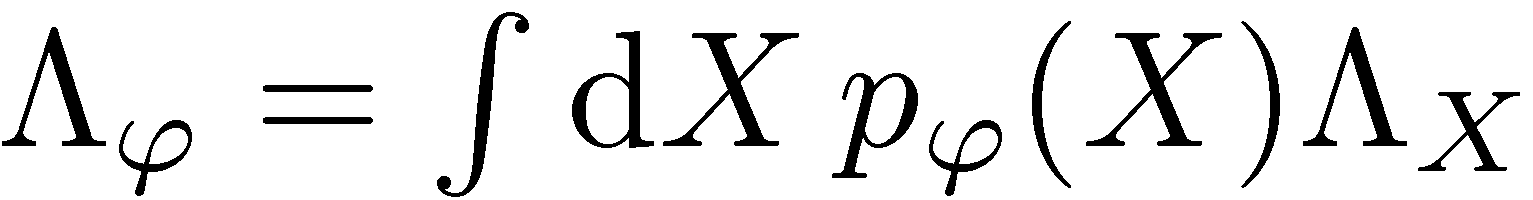 Λ_φ = ∫ dX p_φ(X)Λ_X